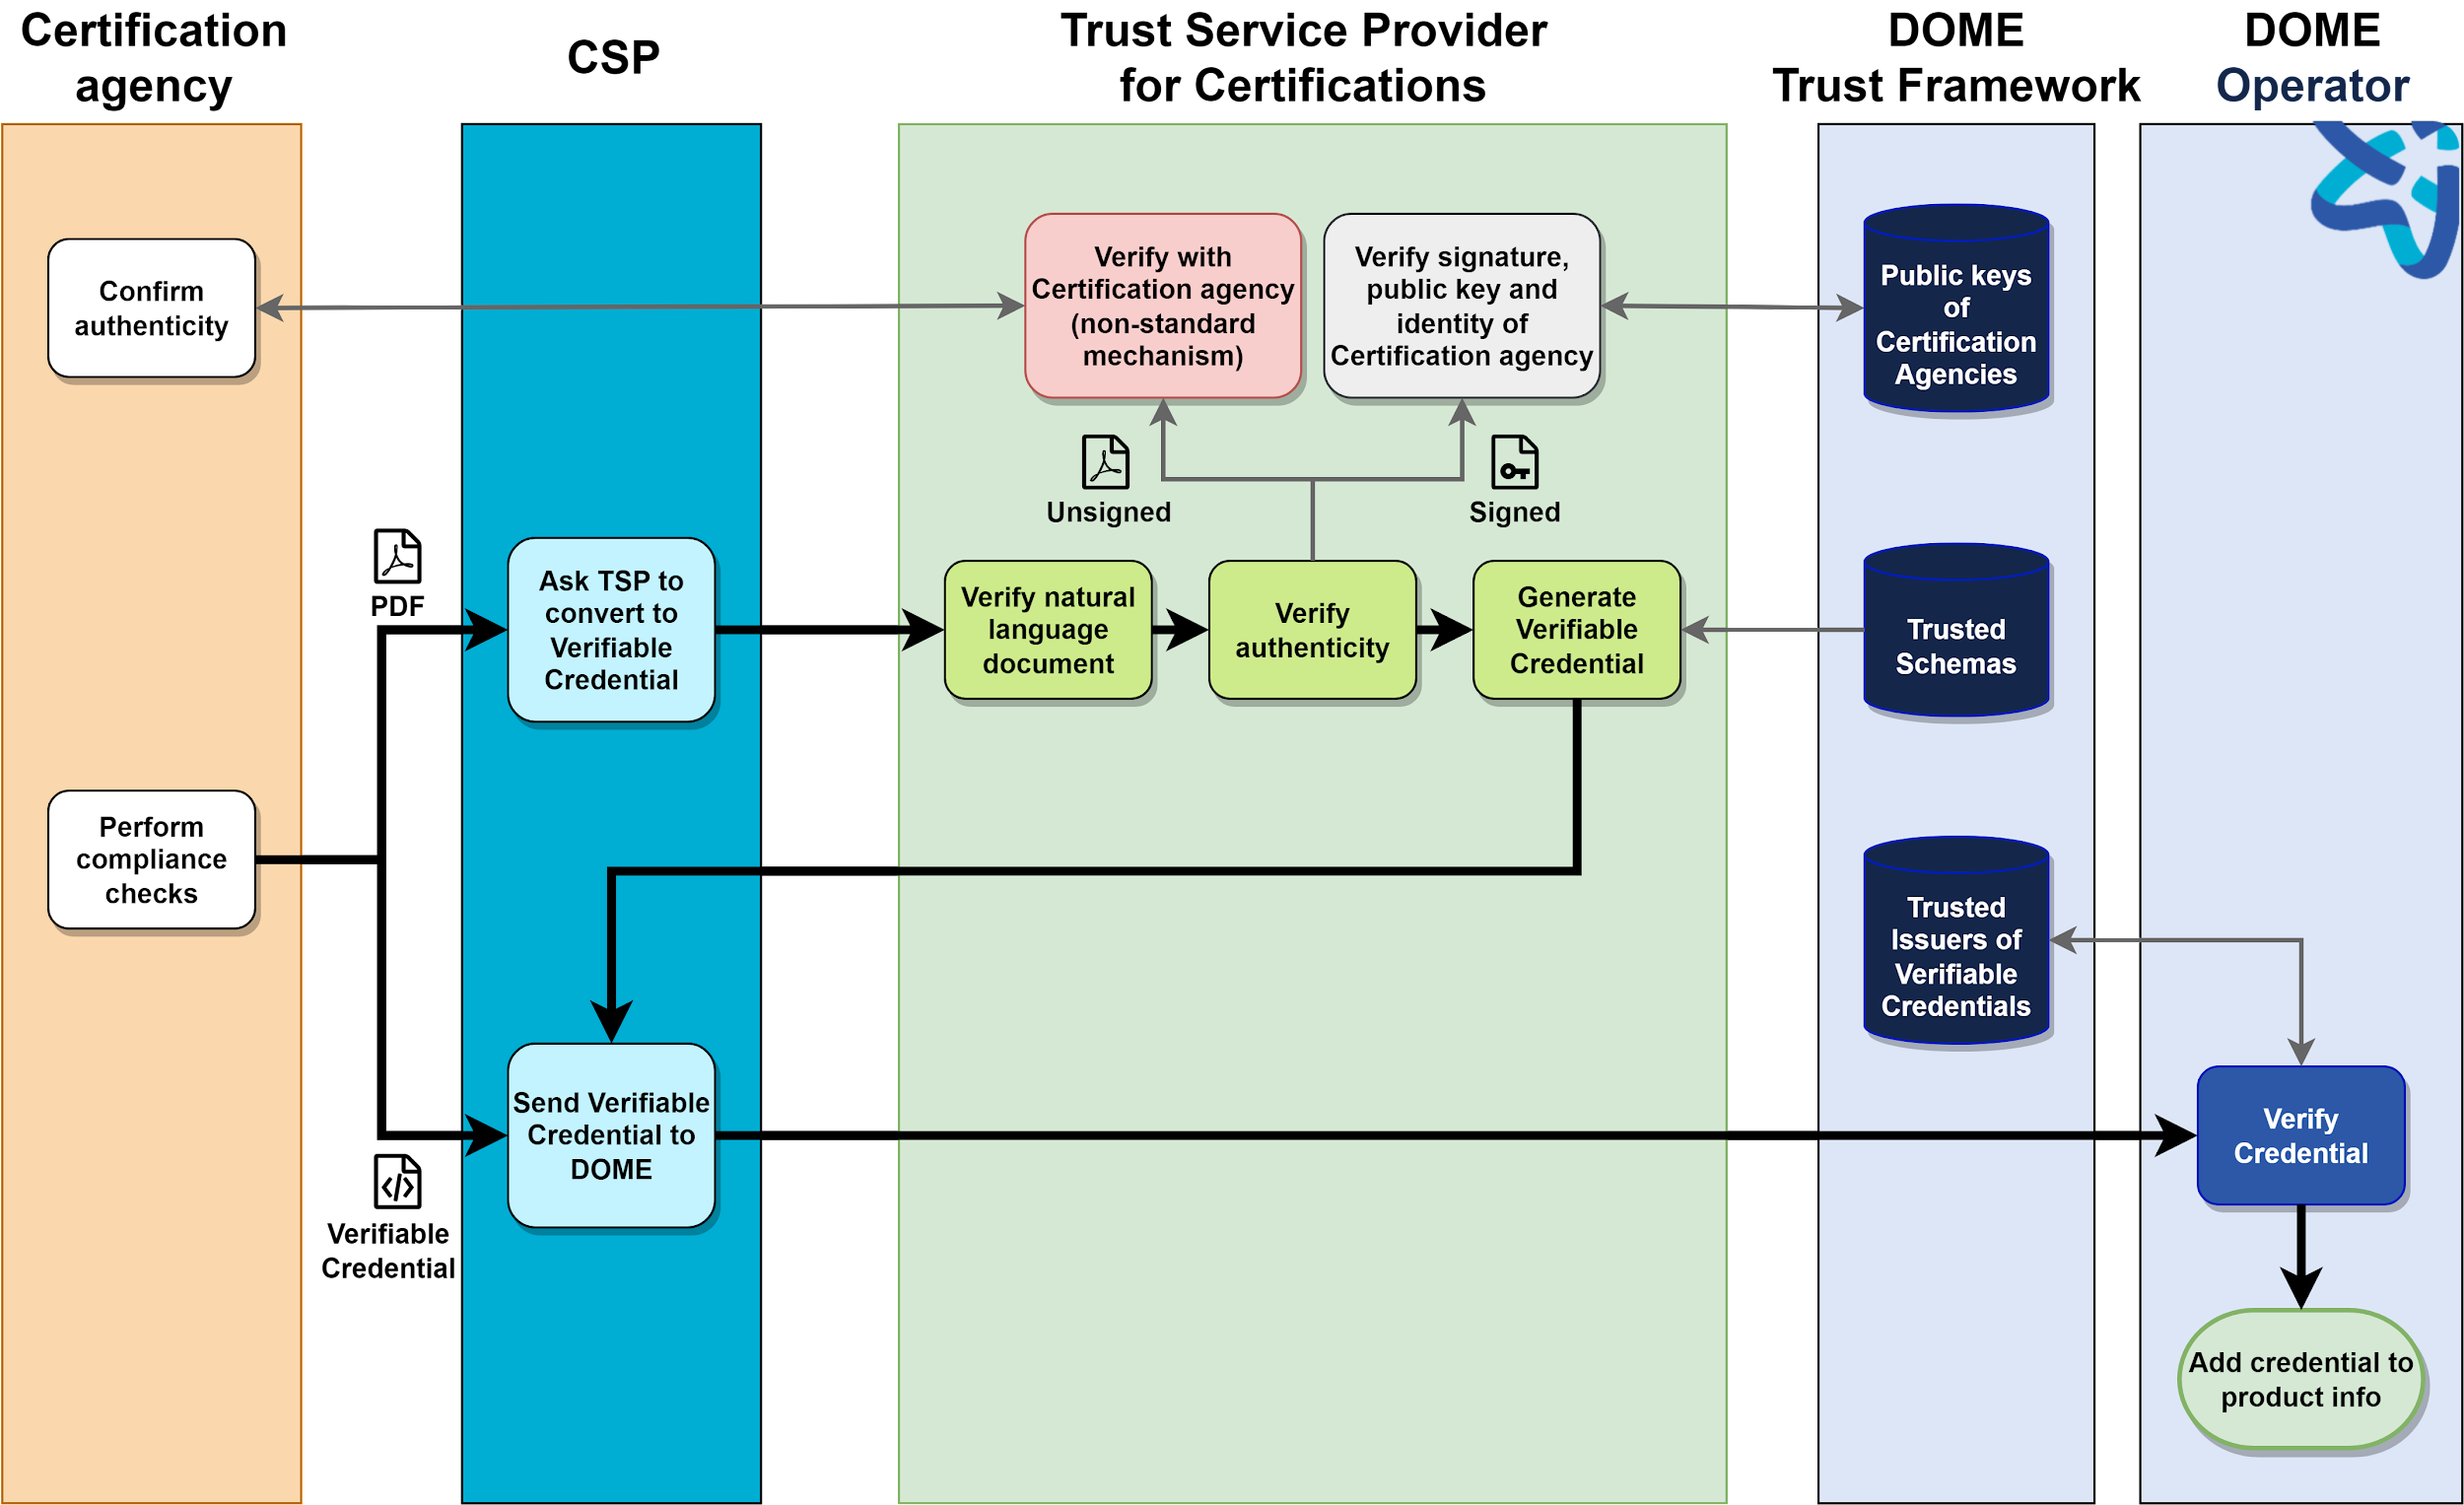 Certification
agency
CSP
Trust Service Provider
for Certifications
DOME
Trust Framework
DOME
Operator
Confirm
authenticity
Verify with
Certification agency
(non-standard
mechanism)
Verify signature,
public key and
identity of
Certification agency
Public keys
of
Certification
Agencies
Unsigned
Signed
PDF
Ask TSP to
convert to
Verifiable
Credential
Verify natural
language
document
Verify
authenticity
Generate
Verifiable
Credential
Trusted
Schemas
Perform
compliance
checks
Trusted
Issuers of
Verifiable
Credentials
Send Verifiable
Credential to
DOME
Verify
Credential
Verifiable
Credential
Add credential to
product info